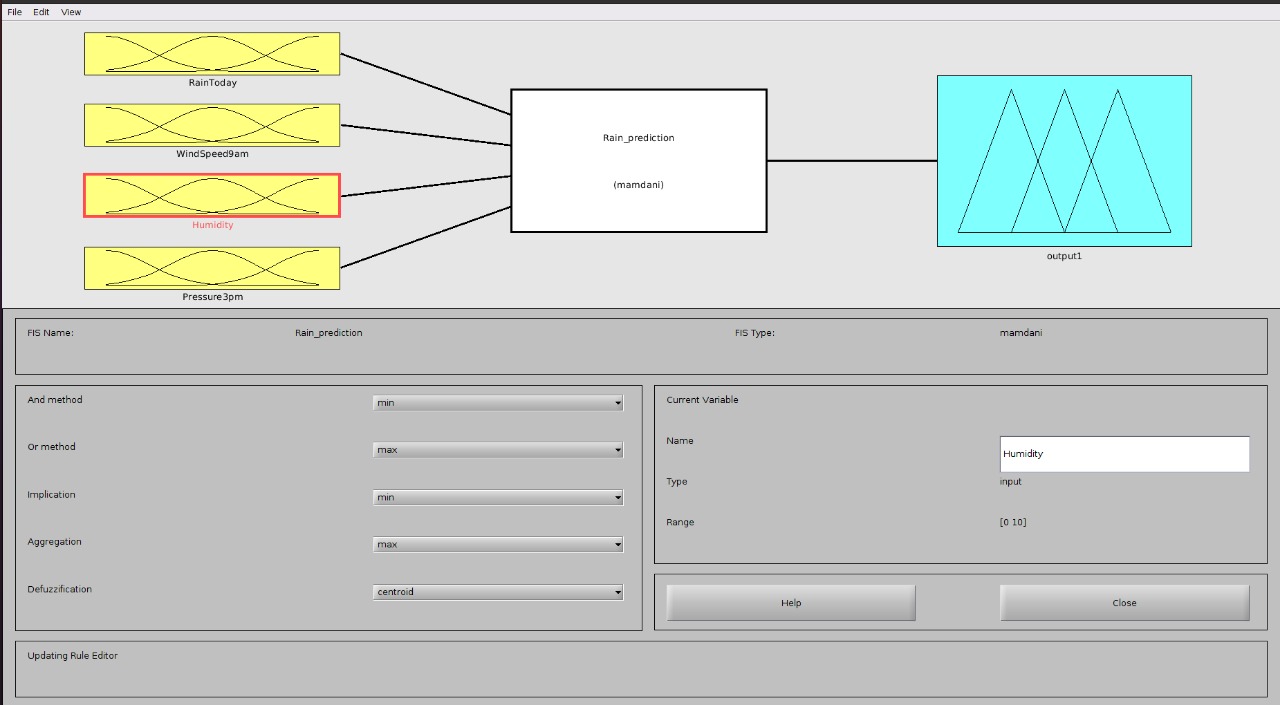 File Edit View
RainToday
WindSpeed9am
Humidity
Pressure3pm
Rain_prediction
(mamdani)
output1
FIS Name: Rain_prediction FIS Type: mamdani
And method min
Or method max
Implication min
Aggregation max
Defuzzification centroid
Current Variable
Name Humidity
Type input
Range [0 10]
Help Close
Updating Rule Editor